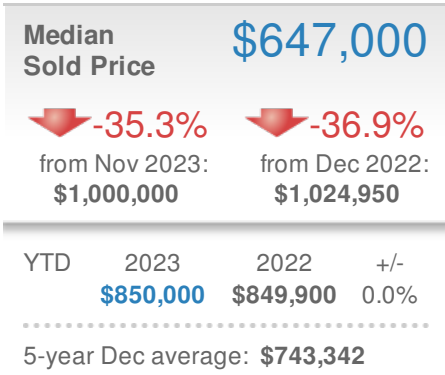 Median $647,000
Sold Price
-35.3% -36.9%
from Nov 2023: from Dec 2022:
$1,000,000 $1,024,950
YTD 2023 2022 +/-
$850,000 $849,900 0.0%
5-year Dec average: $743,342